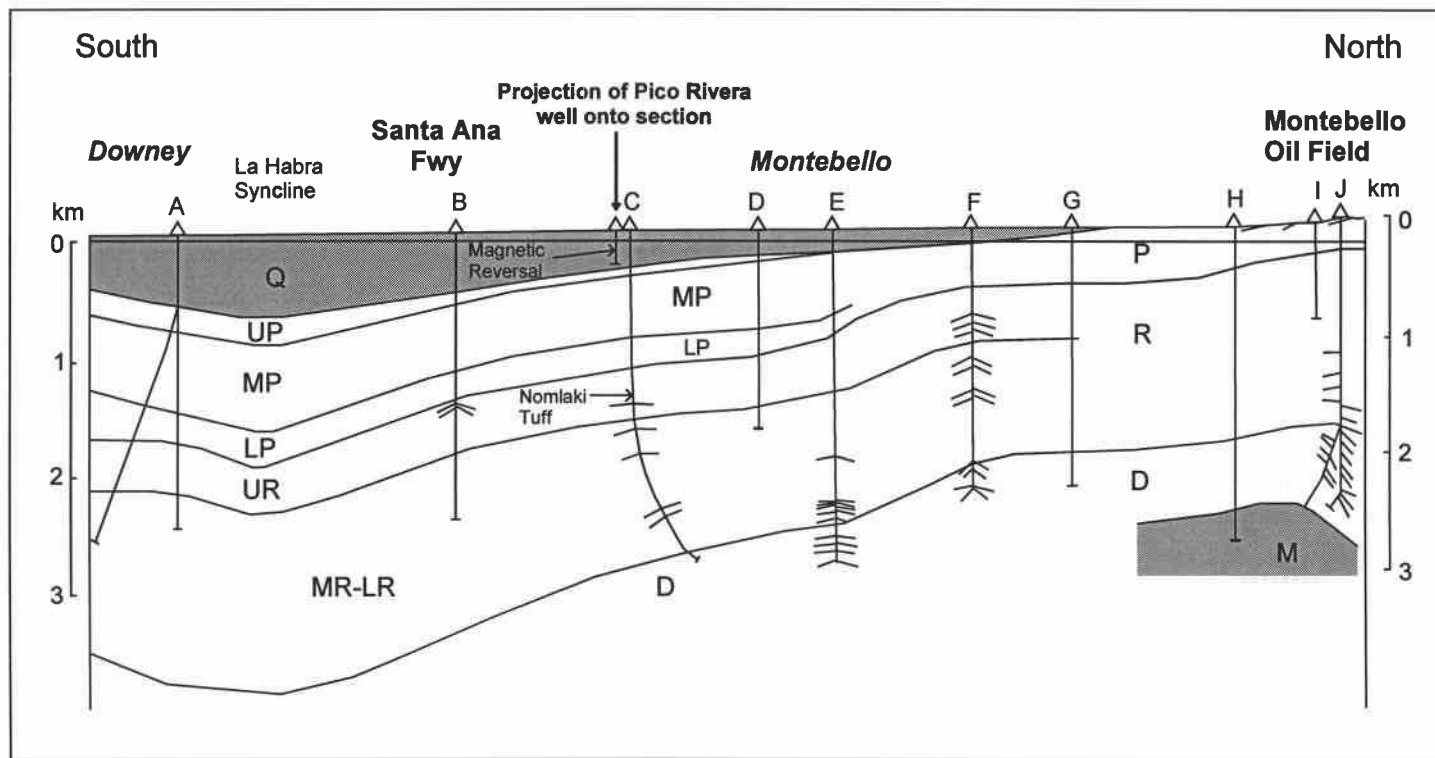 South
North
Projection of Pico Rivera
well onto section
Santa Ana
Fwy
Montebello
Oil Field
Downey
La Habra
Syncline
Montebello
km
A
B
C
D
E
F
G
H
I
J
km
0
0
Magnetic
Reversal
Q
P
MP
UP
LP
R
1
1
MP
Nomlaki
Tuff
LP
2
2
UR
D
M
MR-LR
D
3
3